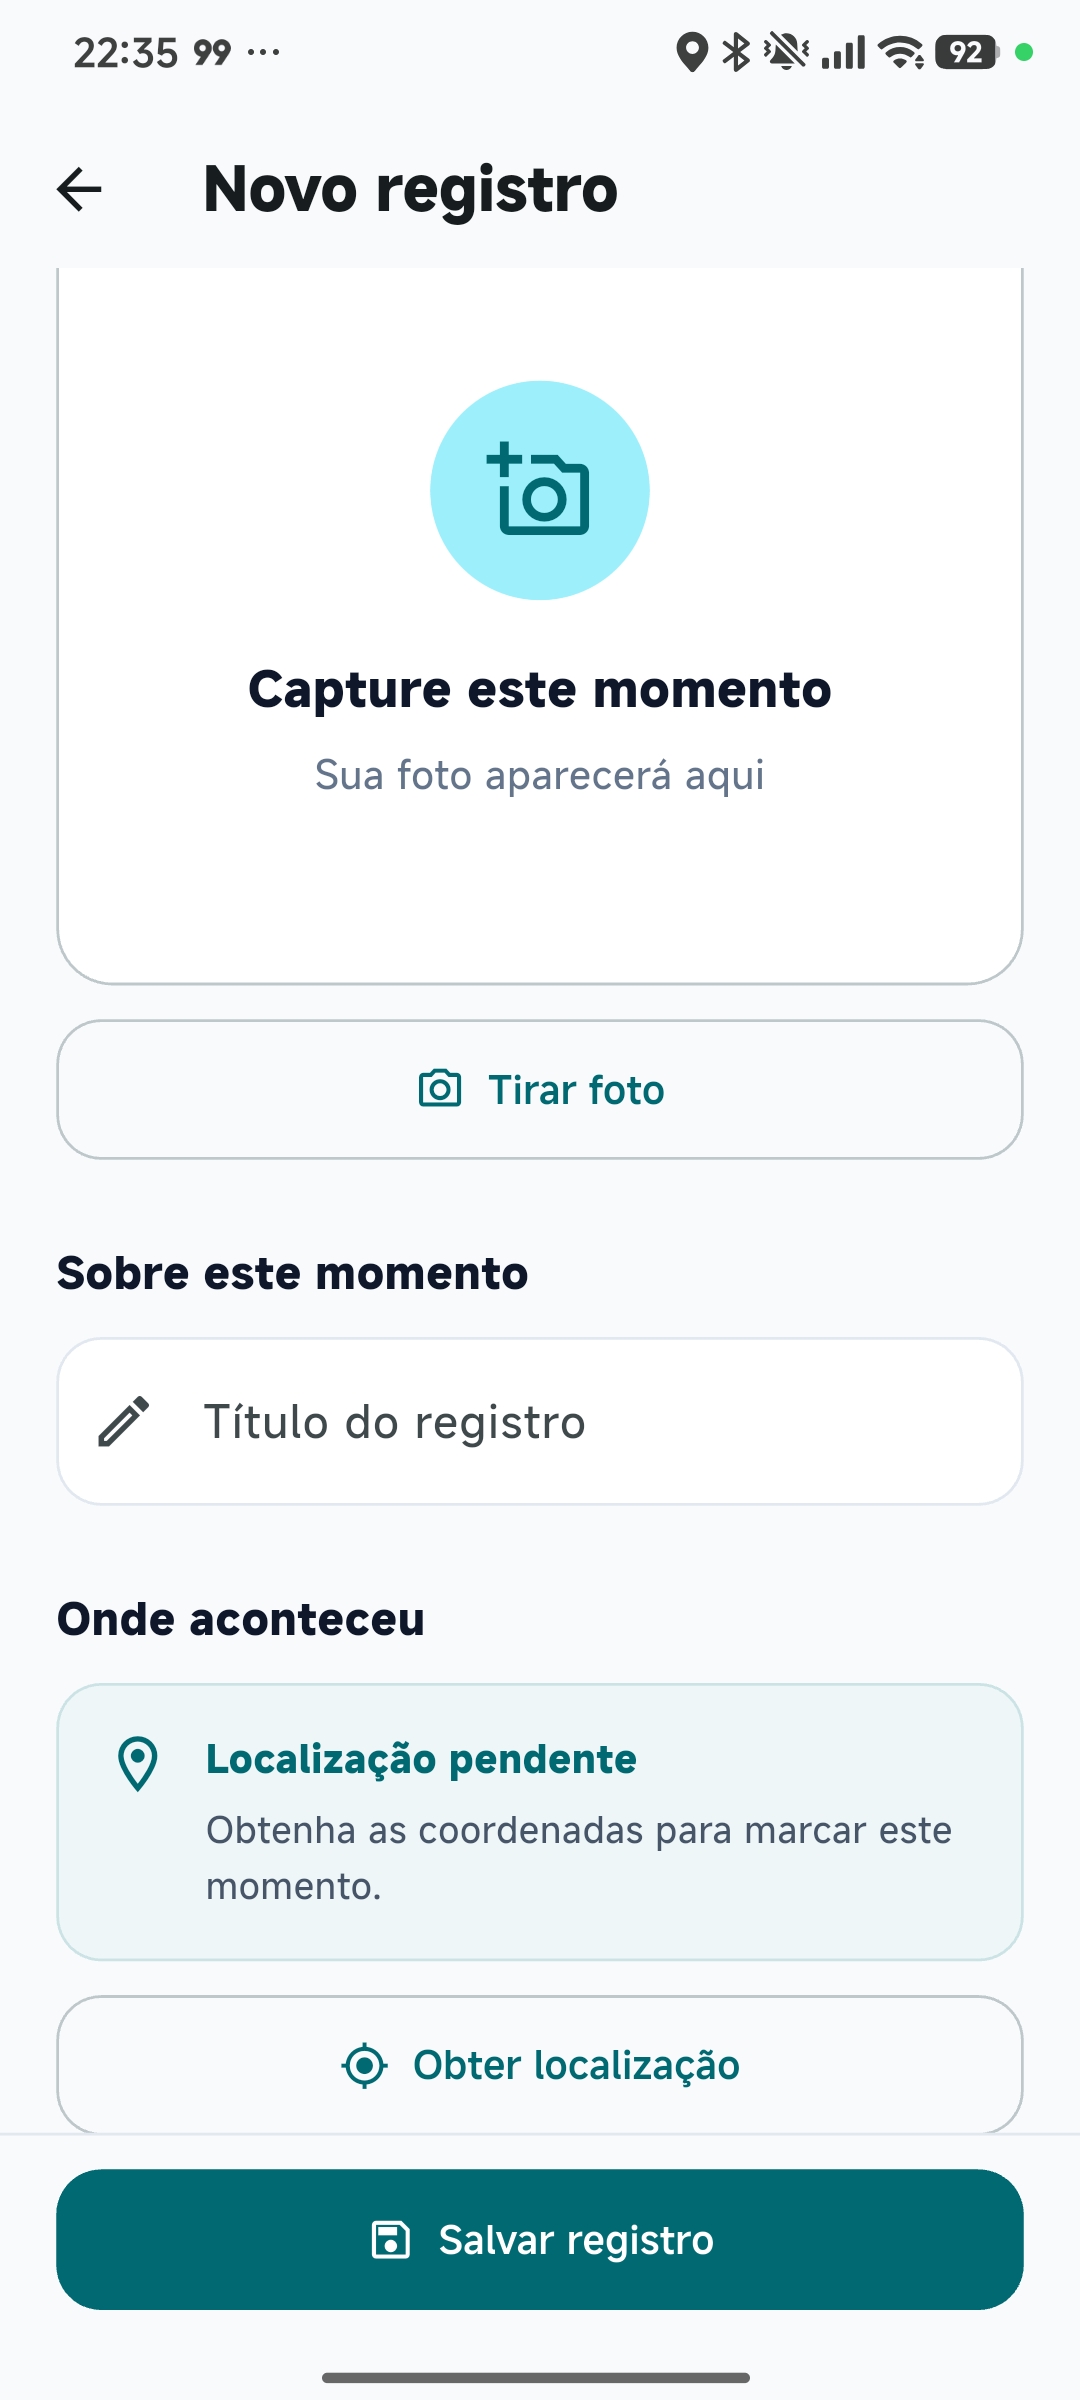 22:35 99 ...
92
Novo registro
Capture este momento
Sua foto aparecerá aqui
Tirar foto
Sobre este momento
Título do registro
Onde aconteceu
Localização pendente
Obtenha as coordenadas para marcar este
momento.
Obter localização
Salvar registro